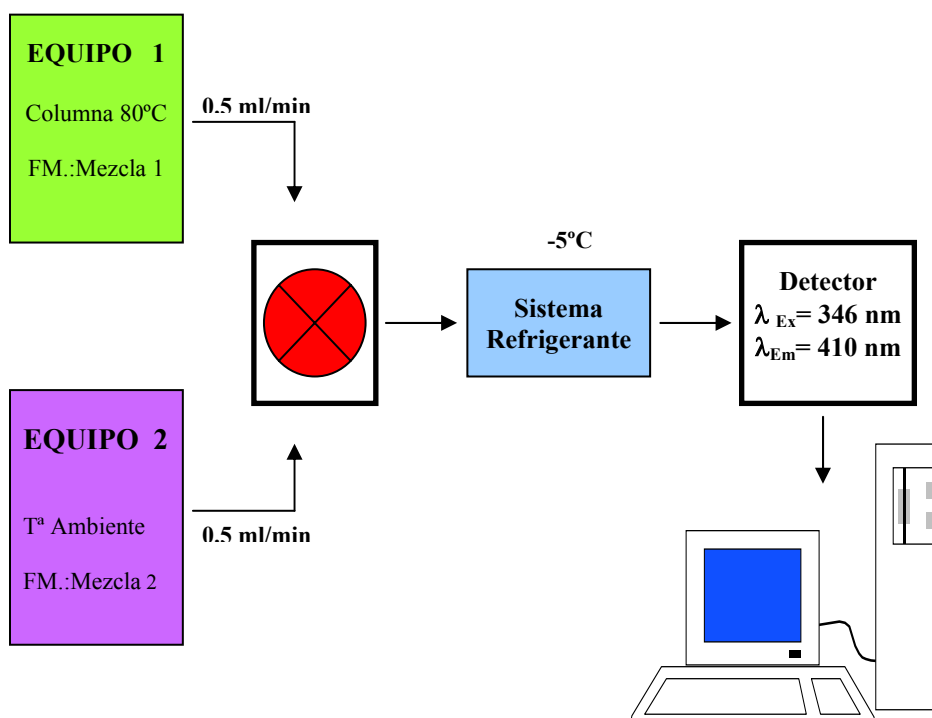 EQUIPO 1
Columna 80ºC
FM.:Mezcla 1
0.5 ml/min
-5ºC
Sistema
Refrigerante
Detector
λ Ex= 346 nm
λEm= 410 nm
EQUIPO 2
Tª Ambiente
FM.:Mezcla 2
0.5 ml/min